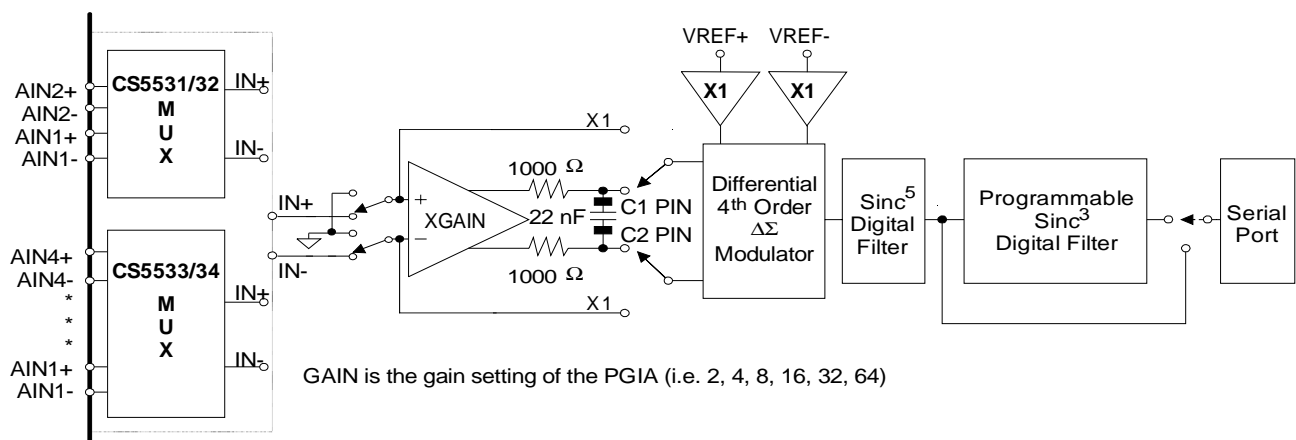 VREF+
VREF-
X1
X1
CS5531/32
M
U
X
AIN2+
AIN2-
AIN1+
AIN1-
IN+
IN-
X1
1000 Ω
+
XGAIN
−
22 nF
C1 PIN
C2 PIN
1000 Ω
X1
IN+
IN-
Differential
4th Order
ΔΣ
Modulator
Sinc5
Digital
Filter
Programmable
Sinc3
Digital Filter
Serial
Port
CS5533/34
M
U
X
AIN4+
AIN4-
*
*
*
AIN1+
AIN1-
IN+
IN-
GAIN is the gain setting of the PGIA (i.e. 2, 4, 8, 16, 32, 64)